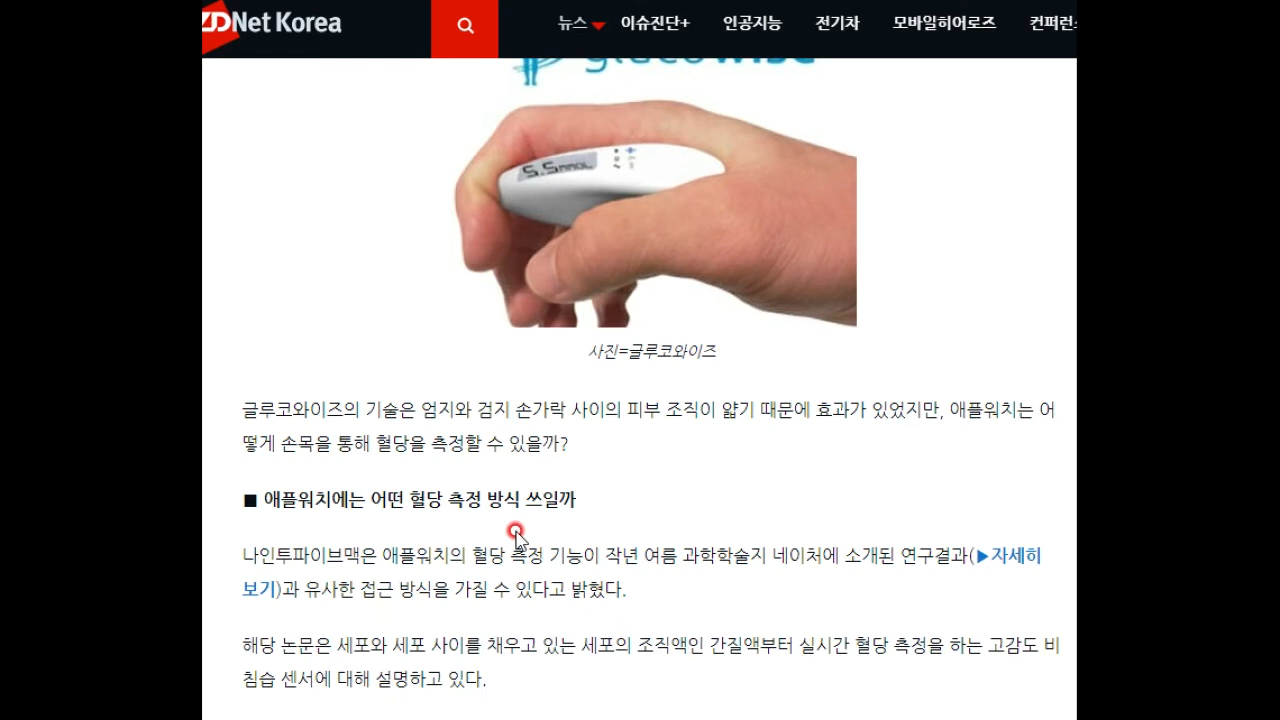 ZDNet Korea
뉴스 이슈진단+ 인공지능 전기차 모바일히어로즈 컨퍼런스
glucowise
5.5 mmol
사진=글루코와이즈
글루코와이즈의 기술은 엄지와 검지 손가락 사이의 피부 조직이 얇기 때문에 효과가 있었지만, 애플워치는 어
떻게 손목을 통해 혈당을 측정할 수 있을까?
■ 애플워치에는 어떤 혈당 측정 방식 쓰일까
나인투파이브맥은 애플워치의 혈당 측정 기능이 작년 여름 과학학술지 네이처에 소개된 연구결과(▶자세히
보기)과 유사한 접근 방식을 가질 수 있다고 밝혔다.
해당 논문은 세포와 세포 사이를 채우고 있는 세포의 조직액인 간질액부터 실시간 혈당 측정을 하는 고감도 비
침습 센서에 대해 설명하고 있다.